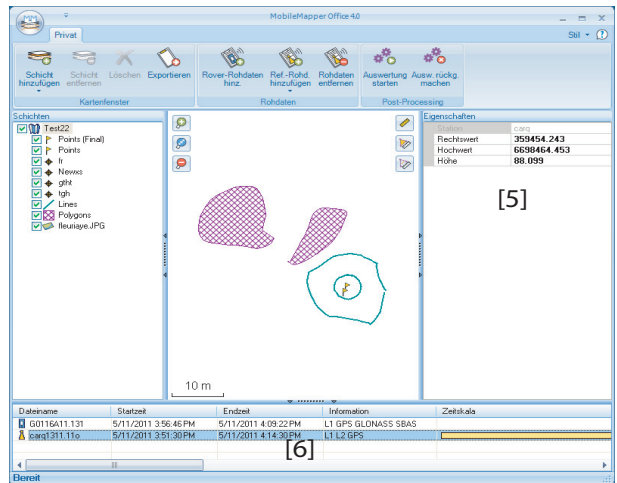 MobileMapper Office 4.0
Privat
Stil
Schicht hinzufügen
Schicht entfernen
Löschen
Exportieren
Rover-Rohdaten hinz.
Ref.-Rohd. hinzufügen
Rohdaten entfernen
Auswertung starten
Ausw. rückg. machen
Kartenfenster
Rohdaten
Post-Processing
Schichten
Test22
Points (Final)
Points
fr
Newxs
gtht
tgh
Lines
Polygons
fleuriaye.JPG
10 m
Eigenschaften
Station carq
Rechtswert 359454.243
Hochwert 6698464.453
Höhe 88.099
[5]
Dateiname Startzeit Endzeit Information Zeitskala
G0116A11.131 5/11/2011 3:56:46 PM 5/11/2011 4:09:22 PM L1 GPS GLONASS SBAS
carq1311.11o 5/11/2011 3:51:30 PM 5/11/2011 4:14:30 PM L1 L2 GPS
[6]
Bereit